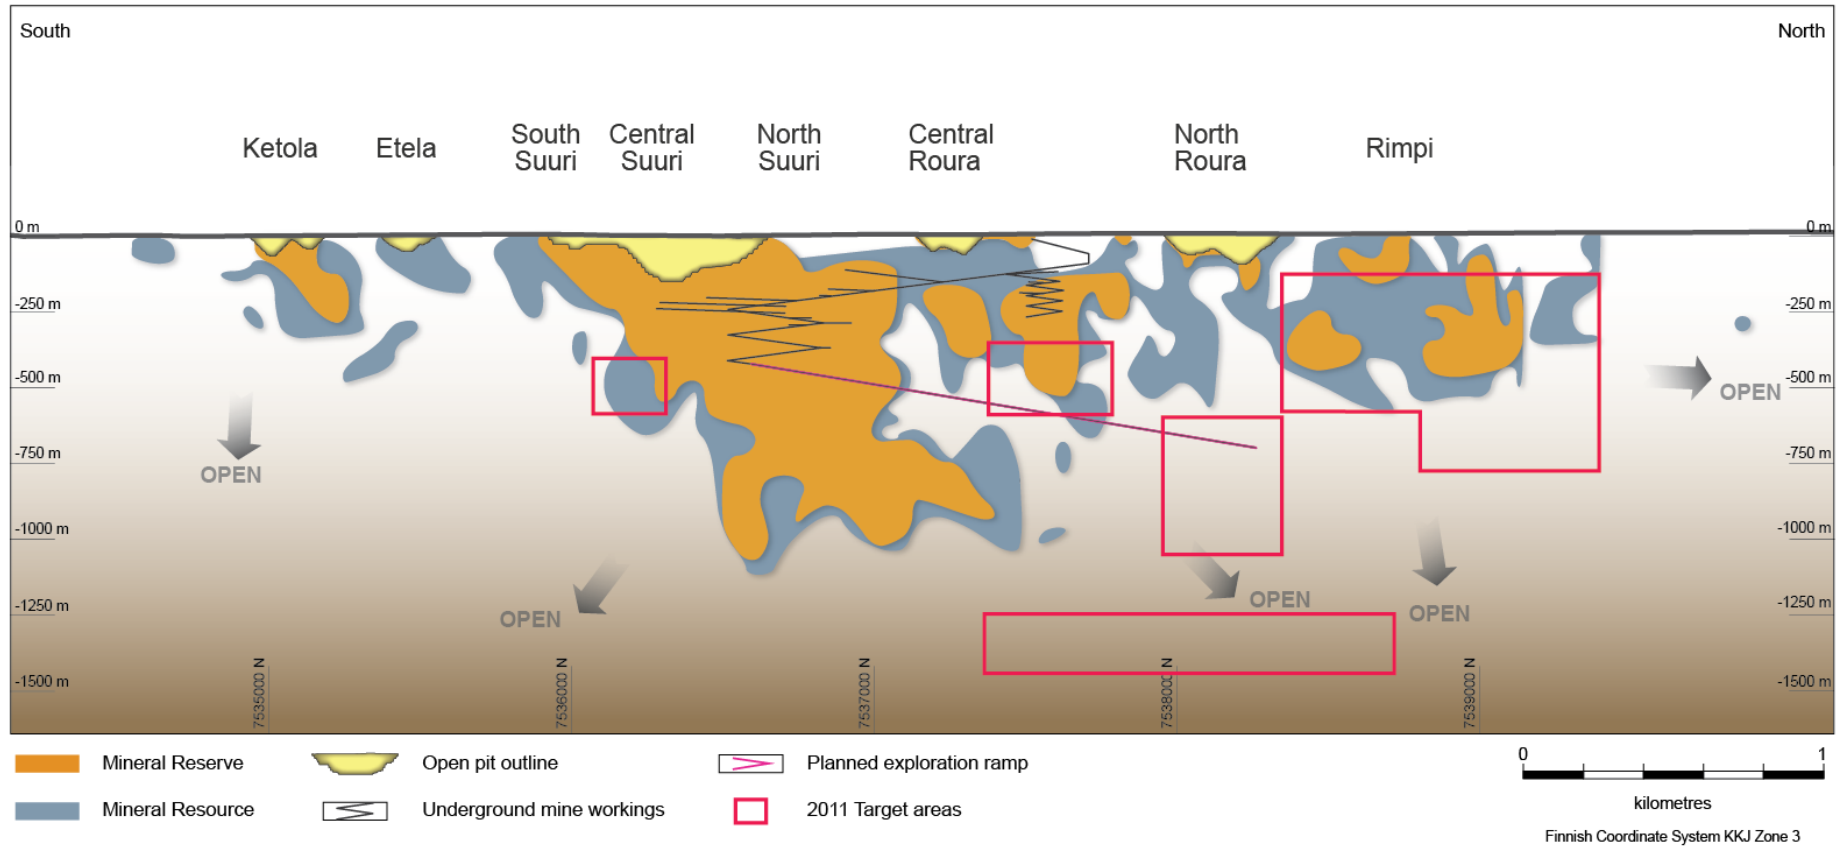 South
North
Ketola
Etela
South
Suuri
Central
Suuri
North
Suuri
Central
Roura
North
Roura
Rimpi
0 m
0 m
-250 m
-250 m
-500 m
-500 m
OPEN
-750 m
-750 m
OPEN
-1000 m
-1000 m
OPEN
-1250 m
-1250 m
OPEN
OPEN
-1500 m
-1500 m
7535000 N
7536000 N
7537000 N
7538000 N
7539000 N
Mineral Reserve
Open pit outline
Planned exploration ramp
Mineral Resource
Underground mine workings
2011 Target areas
0
1
kilometres
Finnish Coordinate System KKJ Zone 3